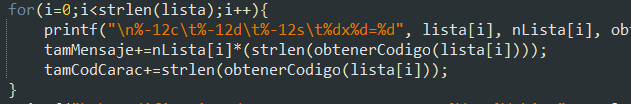 for(i=0;i<strlen(lista);i++){
printf("\n%-12c\t%-12d\t%-12s\t%dx%d=%d", lista[i], nLista[i], ob
tamMensaje+=nLista[i]*(strlen(obtenerCodigo(lista[i])));
tamCodCarac+=strlen(obtenerCodigo(lista[i]));
}